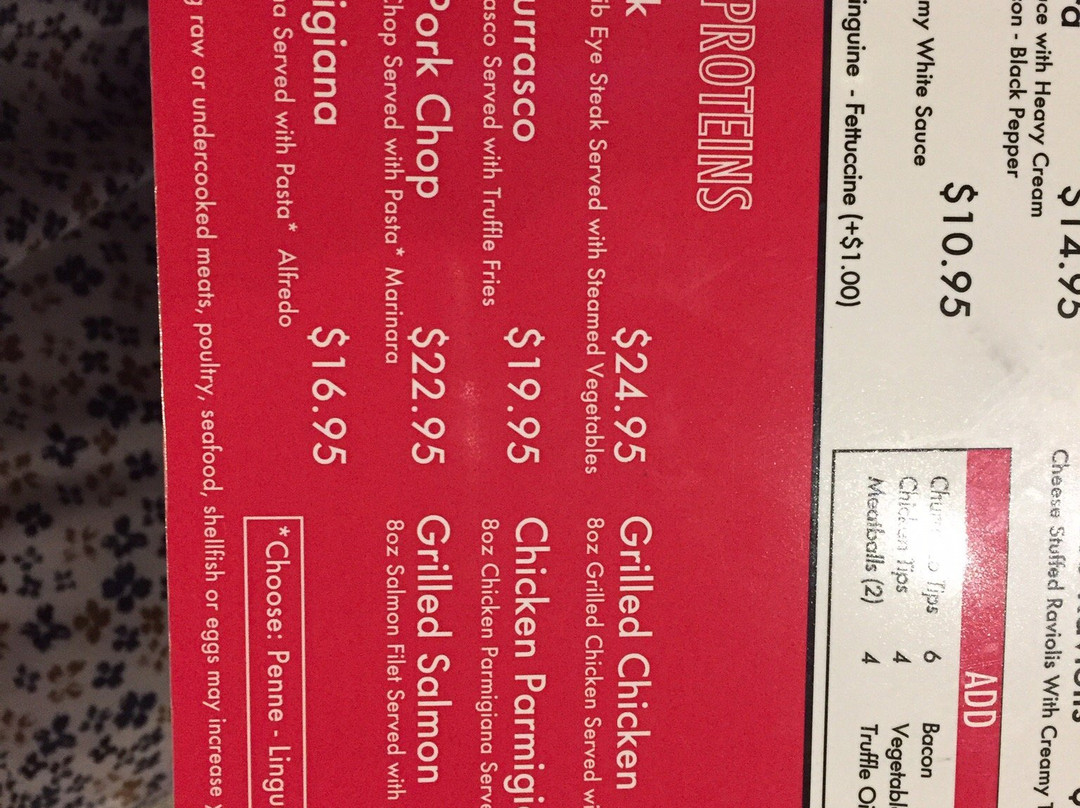 ce with Heavy Cream
on - Black Pepper
$14.95
my White Sauce
$10.95
inguine - Fettuccine (+$1.00)
Cheese Stuffed Raviolis With Creamy
ADD
Tips 6
Chicken Tips 4
Meatballs (2) 4
Bacon
Vegetabl
Truffle Oi
PROTEINS
k $24.95
ib Eye Steak Served with Steamed Vegetables
urrasco $19.95
asco Served with Truffle Fries
Pork Chop $22.95
Chop Served with Pasta* Marinara
igiana $16.95
na Served with Pasta* Alfredo
Grilled Chicken
8oz Grilled Chicken Served wi
Chicken Parmigi
8oz Chicken Parmigiana Serve
Grilled Salmon
8oz Salmon Filet Served with
*Choose: Penne - Lingu
g raw or undercooked meats, poultry, seafood, shellfish or eggs may increase